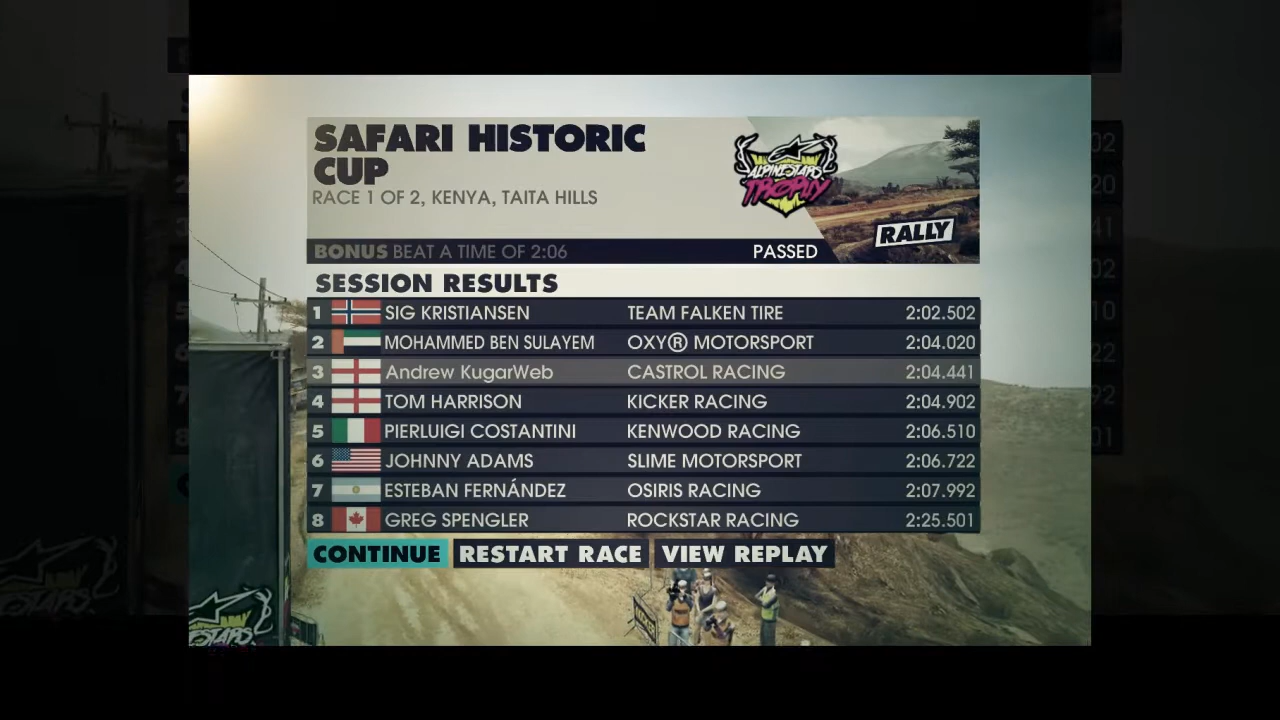 SAFARI HISTORIC
CUP
RACE 1 OF 2, KENYA, TAITA HILLS
ALPINESTARS
TROPHY
RALLY
BONUS BEAT A TIME OF 2:06 PASSED
SESSION RESULTS
1 SIG KRISTIANSEN TEAM FALKEN TIRE 2:02.502
2 MOHAMMED BEN SULAYEM OXY® MOTORSPORT 2:04.020
3 Andrew KugarWeb CASTROL RACING 2:04.441
4 TOM HARRISON KICKER RACING 2:04.902
5 PIERLUIGI COSTANTINI KENWOOD RACING 2:06.510
6 JOHNNY ADAMS SLIME MOTORSPORT 2:06.722
7 ESTEBAN FERNÁNDEZ OSIRIS RACING 2:07.992
8 GREG SPENGLER ROCKSTAR RACING 2:25.501
CONTINUE RESTART RACE VIEW REPLAY